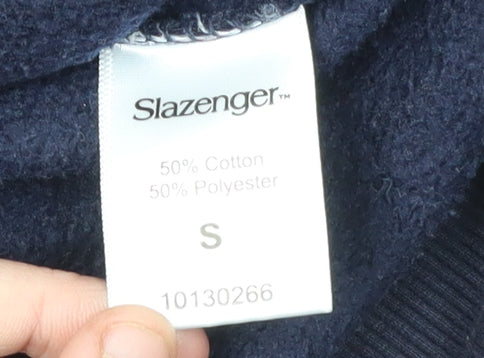 Slazenger™
50% Cotton
50% Polyester
S
10130266